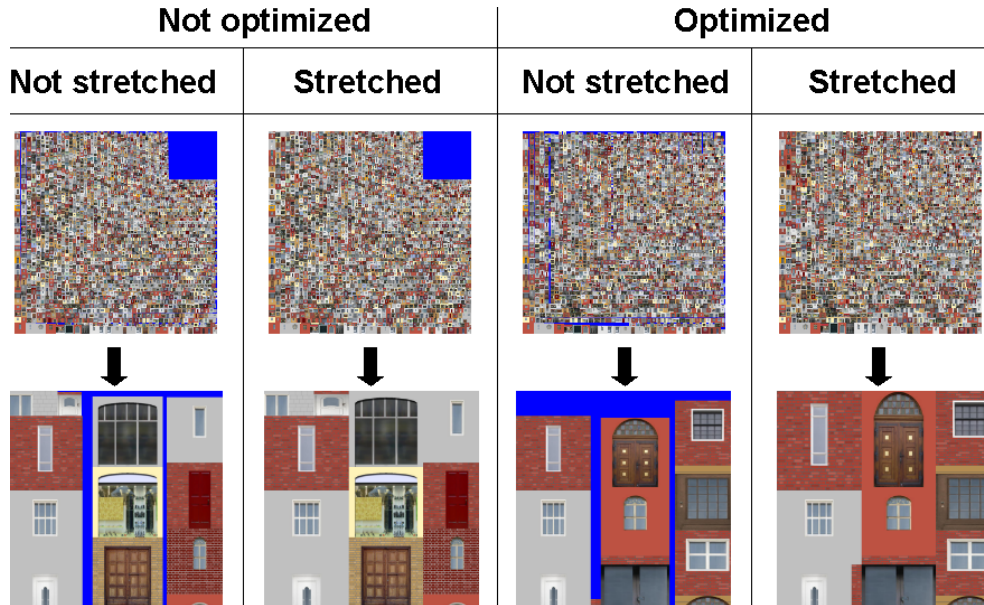 Not optimized
Optimized
Not stretched
Stretched
Not stretched
Stretched